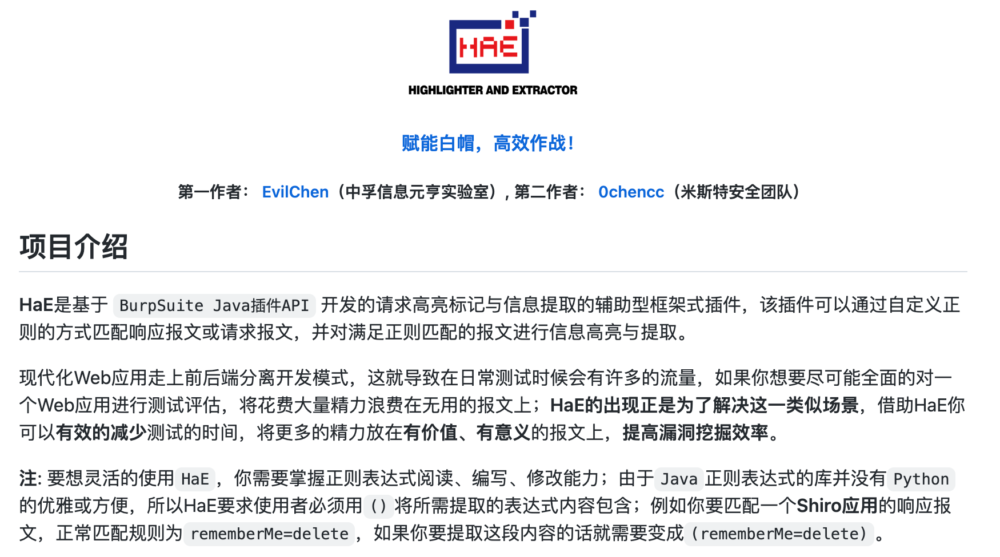 HAE
HIGHLIGHTER AND EXTRACTOR
赋能白帽，高效作战！
第一作者： EvilChen（中孚信息元亨实验室）, 第二作者： 0chencc（米斯特安全团队）
项目介绍
HaE是基于 BurpSuite Java插件API 开发的请求高亮标记与信息提取的辅助型框架式插件，该插件可以通过自定义正
则的方式匹配响应报文或请求报文，并对满足正则匹配的报文进行信息高亮与提取。
现代化Web应用走上前后端分离开发模式，这就导致在日常测试时候会有许多的流量，如果你想要尽可能全面的对一
个Web应用进行测试评估，将花费大量精力浪费在无用的报文上；HaE的出现正是为了解决这一类似场景，借助HaE你
可以有效的减少测试的时间，将更多的精力放在有价值、有意义的报文上，提高漏洞挖掘效率。
注: 要想灵活的使用 HaE ，你需要掌握正则表达式阅读、编写、修改能力；由于 Java 正则表达式的库并没有 Python
的优雅或方便，所以HaE要求使用者必须用 () 将所需提取的表达式内容包含；例如你要匹配一个Shiro应用的响应报
文，正常匹配规则为 rememberMe=delete ，如果你要提取这段内容的话就需要变成 (rememberMe=delete) 。